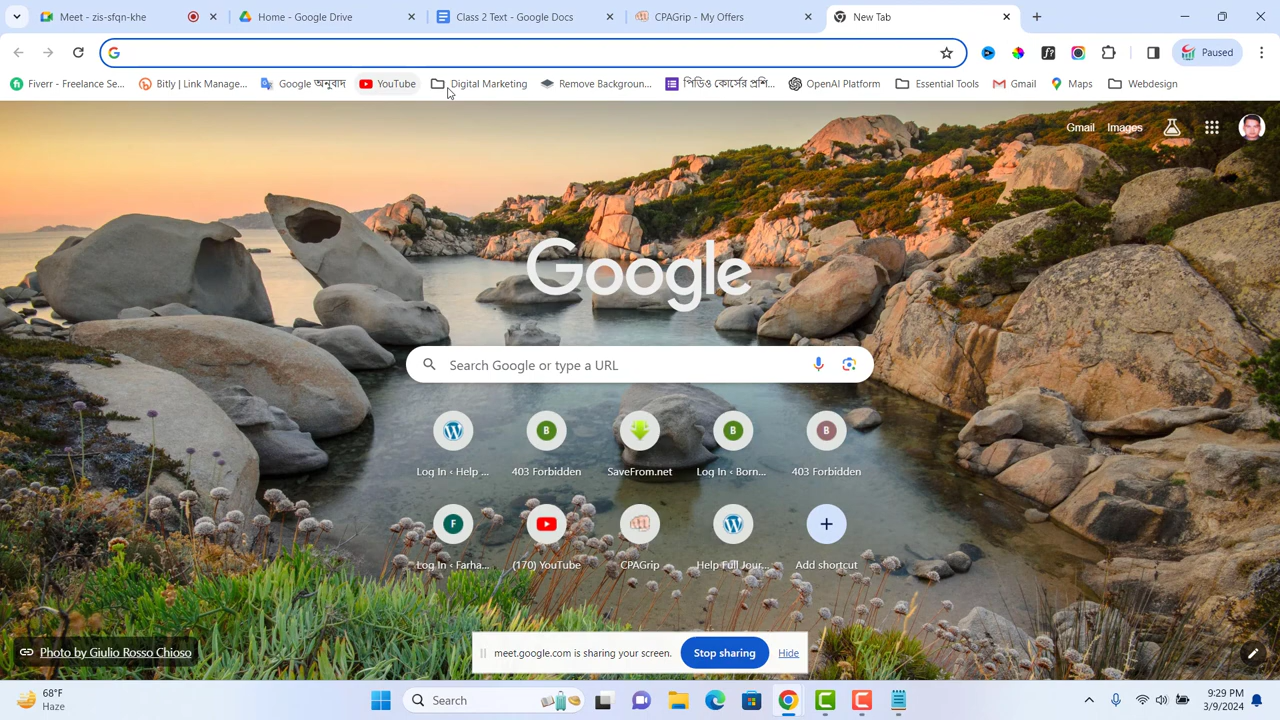 Meet - zis-sfqn-khe
Home - Google Drive
Class 2 Text - Google Docs
CPAGrip - My Offers
New Tab
Paused
Fiverr - Freelance Se...
Bitly | Link Manage...
Google অনুবাদ
YouTube
Digital Marketing
Remove Backgroun...
পিডিও কোর্সের প্রশি...
OpenAI Platform
Essential Tools
Gmail
Maps
Webdesign
Gmail
Images
Google
Search Google or type a URL
Log In ‹ Help ...
403 Forbidden
SaveFrom.net
Log In ‹ Born...
403 Forbidden
Log In ‹ Farha...
(170) YouTube
CPAGrip
Help Full Jour...
Add shortcut
Photo by Giulio Rosso Chioso
meet.google.com is sharing your screen.
Stop sharing
Hide
68°F
Haze
Search
9:29 PM
3/9/2024